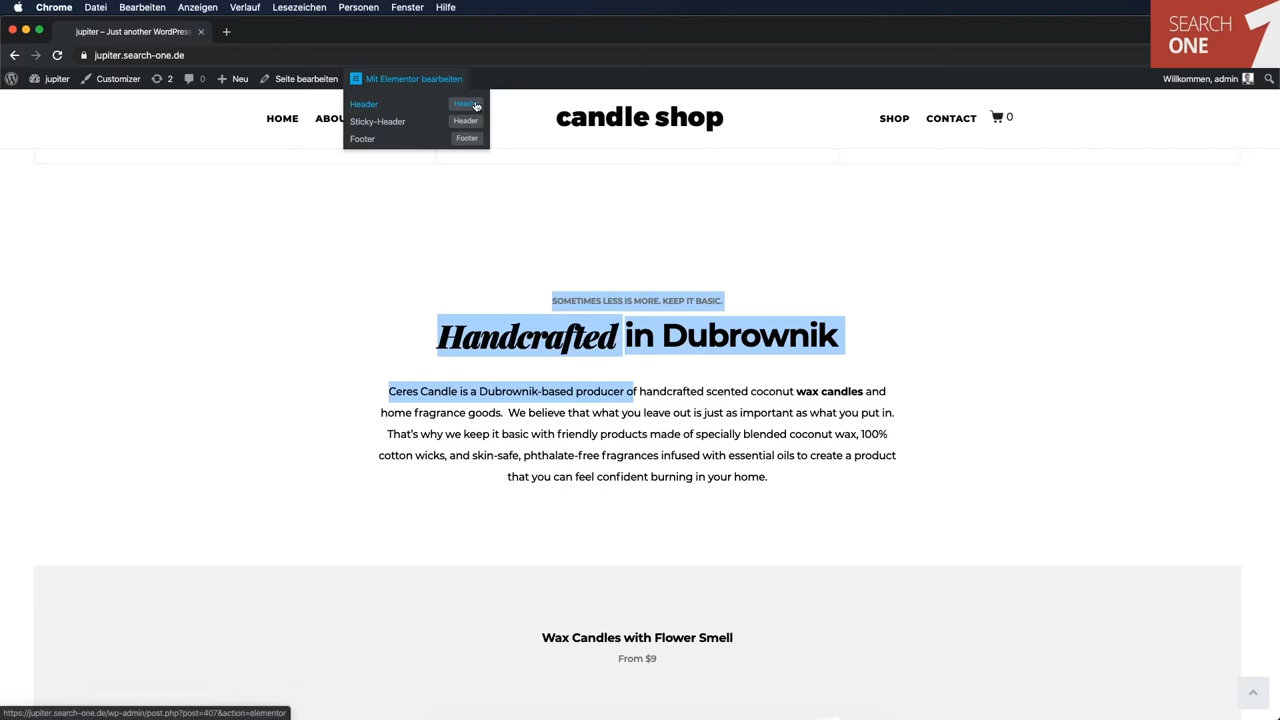 Chrome Datei Bearbeiten Anzeigen Verlauf Lesezeichen Personen Fenster Hilfe
SEARCH
ONE
jupiter – Just another WordPress
jupiter.search-one.de
jupiter Customizer 2 0 Neu Seite bearbeiten Mit Elementor bearbeiten Willkommen, admin
Header Header
Sticky-Header Header
Footer Footer
HOME ABOU candle shop SHOP CONTACT 0
SOMETIMES LESS IS MORE. KEEP IT BASIC.
Handcrafted in Dubrownik
Ceres Candle is a Dubrownik-based producer of handcrafted scented coconut wax candles and
home fragrance goods. We believe that what you leave out is just as important as what you put in.
That's why we keep it basic with friendly products made of specially blended coconut wax, 100%
cotton wicks, and skin-safe, phthalate-free fragrances infused with essential oils to create a product
that you can feel confident burning in your home.
Wax Candles with Flower Smell
From $9
https://jupiter.search-one.de/wp-admin/post.php?post=407&action=elementor